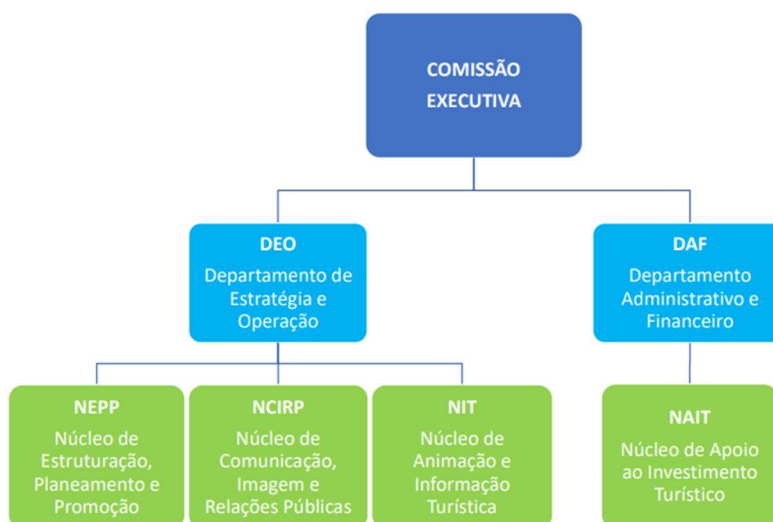 COMISSÃO
EXECUTIVA
DEO
Departamento de
Estratégia e
Operação
DAF
Departamento
Administrativo e
Financeiro
NEPP
Núcleo de
Estruturação,
Planeamento e
Promoção
NCIRP
Núcleo de
Comunicação,
Imagem e
Relações Públicas
NIT
Núcleo de
Animação e
Informação
Turística
NAIT
Núcleo de Apoio
ao Investimento
Turístico